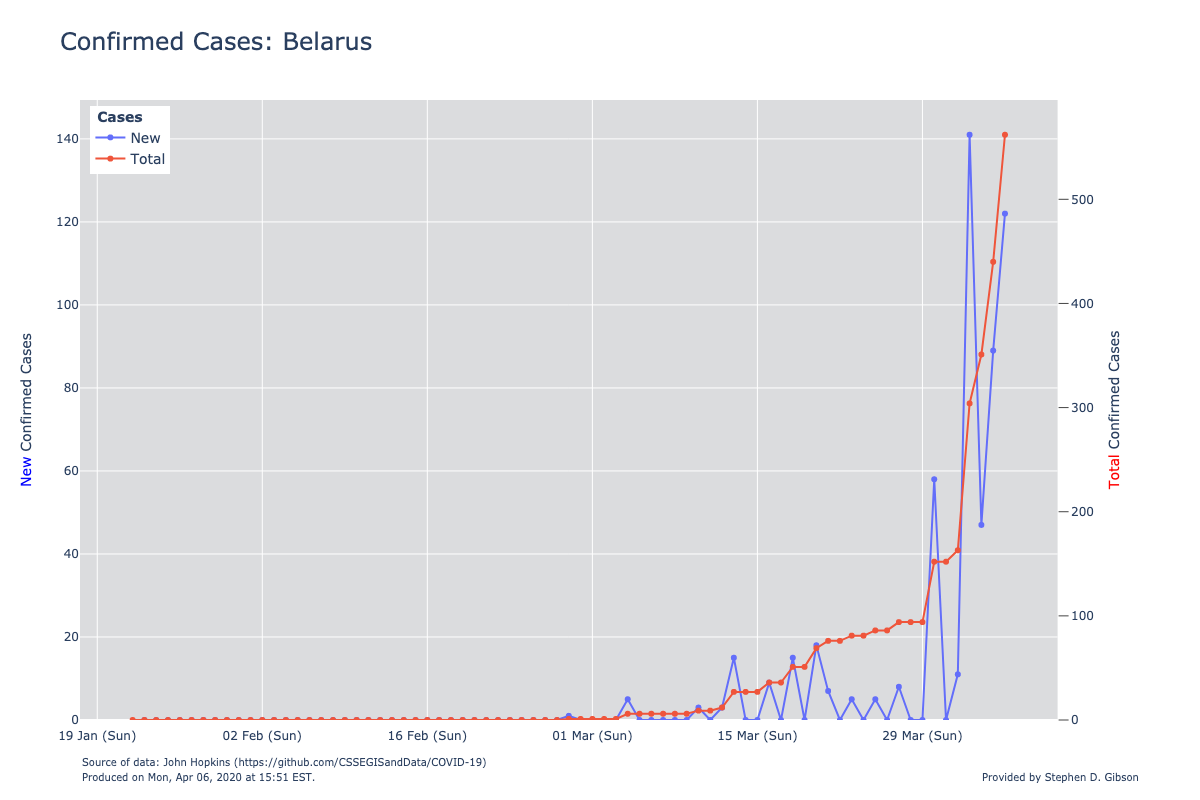 Confirmed Cases: Belarus
Cases
New
Total
140
120
100
80
60
40
20
0
500
400
300
200
100
0
New Confirmed Cases
Total Confirmed Cases
19 Jan (Sun)
02 Feb (Sun)
16 Feb (Sun)
01 Mar (Sun)
15 Mar (Sun)
29 Mar (Sun)
Source of data: John Hopkins (https://github.com/CSSEGISandData/COVID-19)
Produced on Mon, Apr 06, 2020 at 15:51 EST.
Provided by Stephen D. Gibson